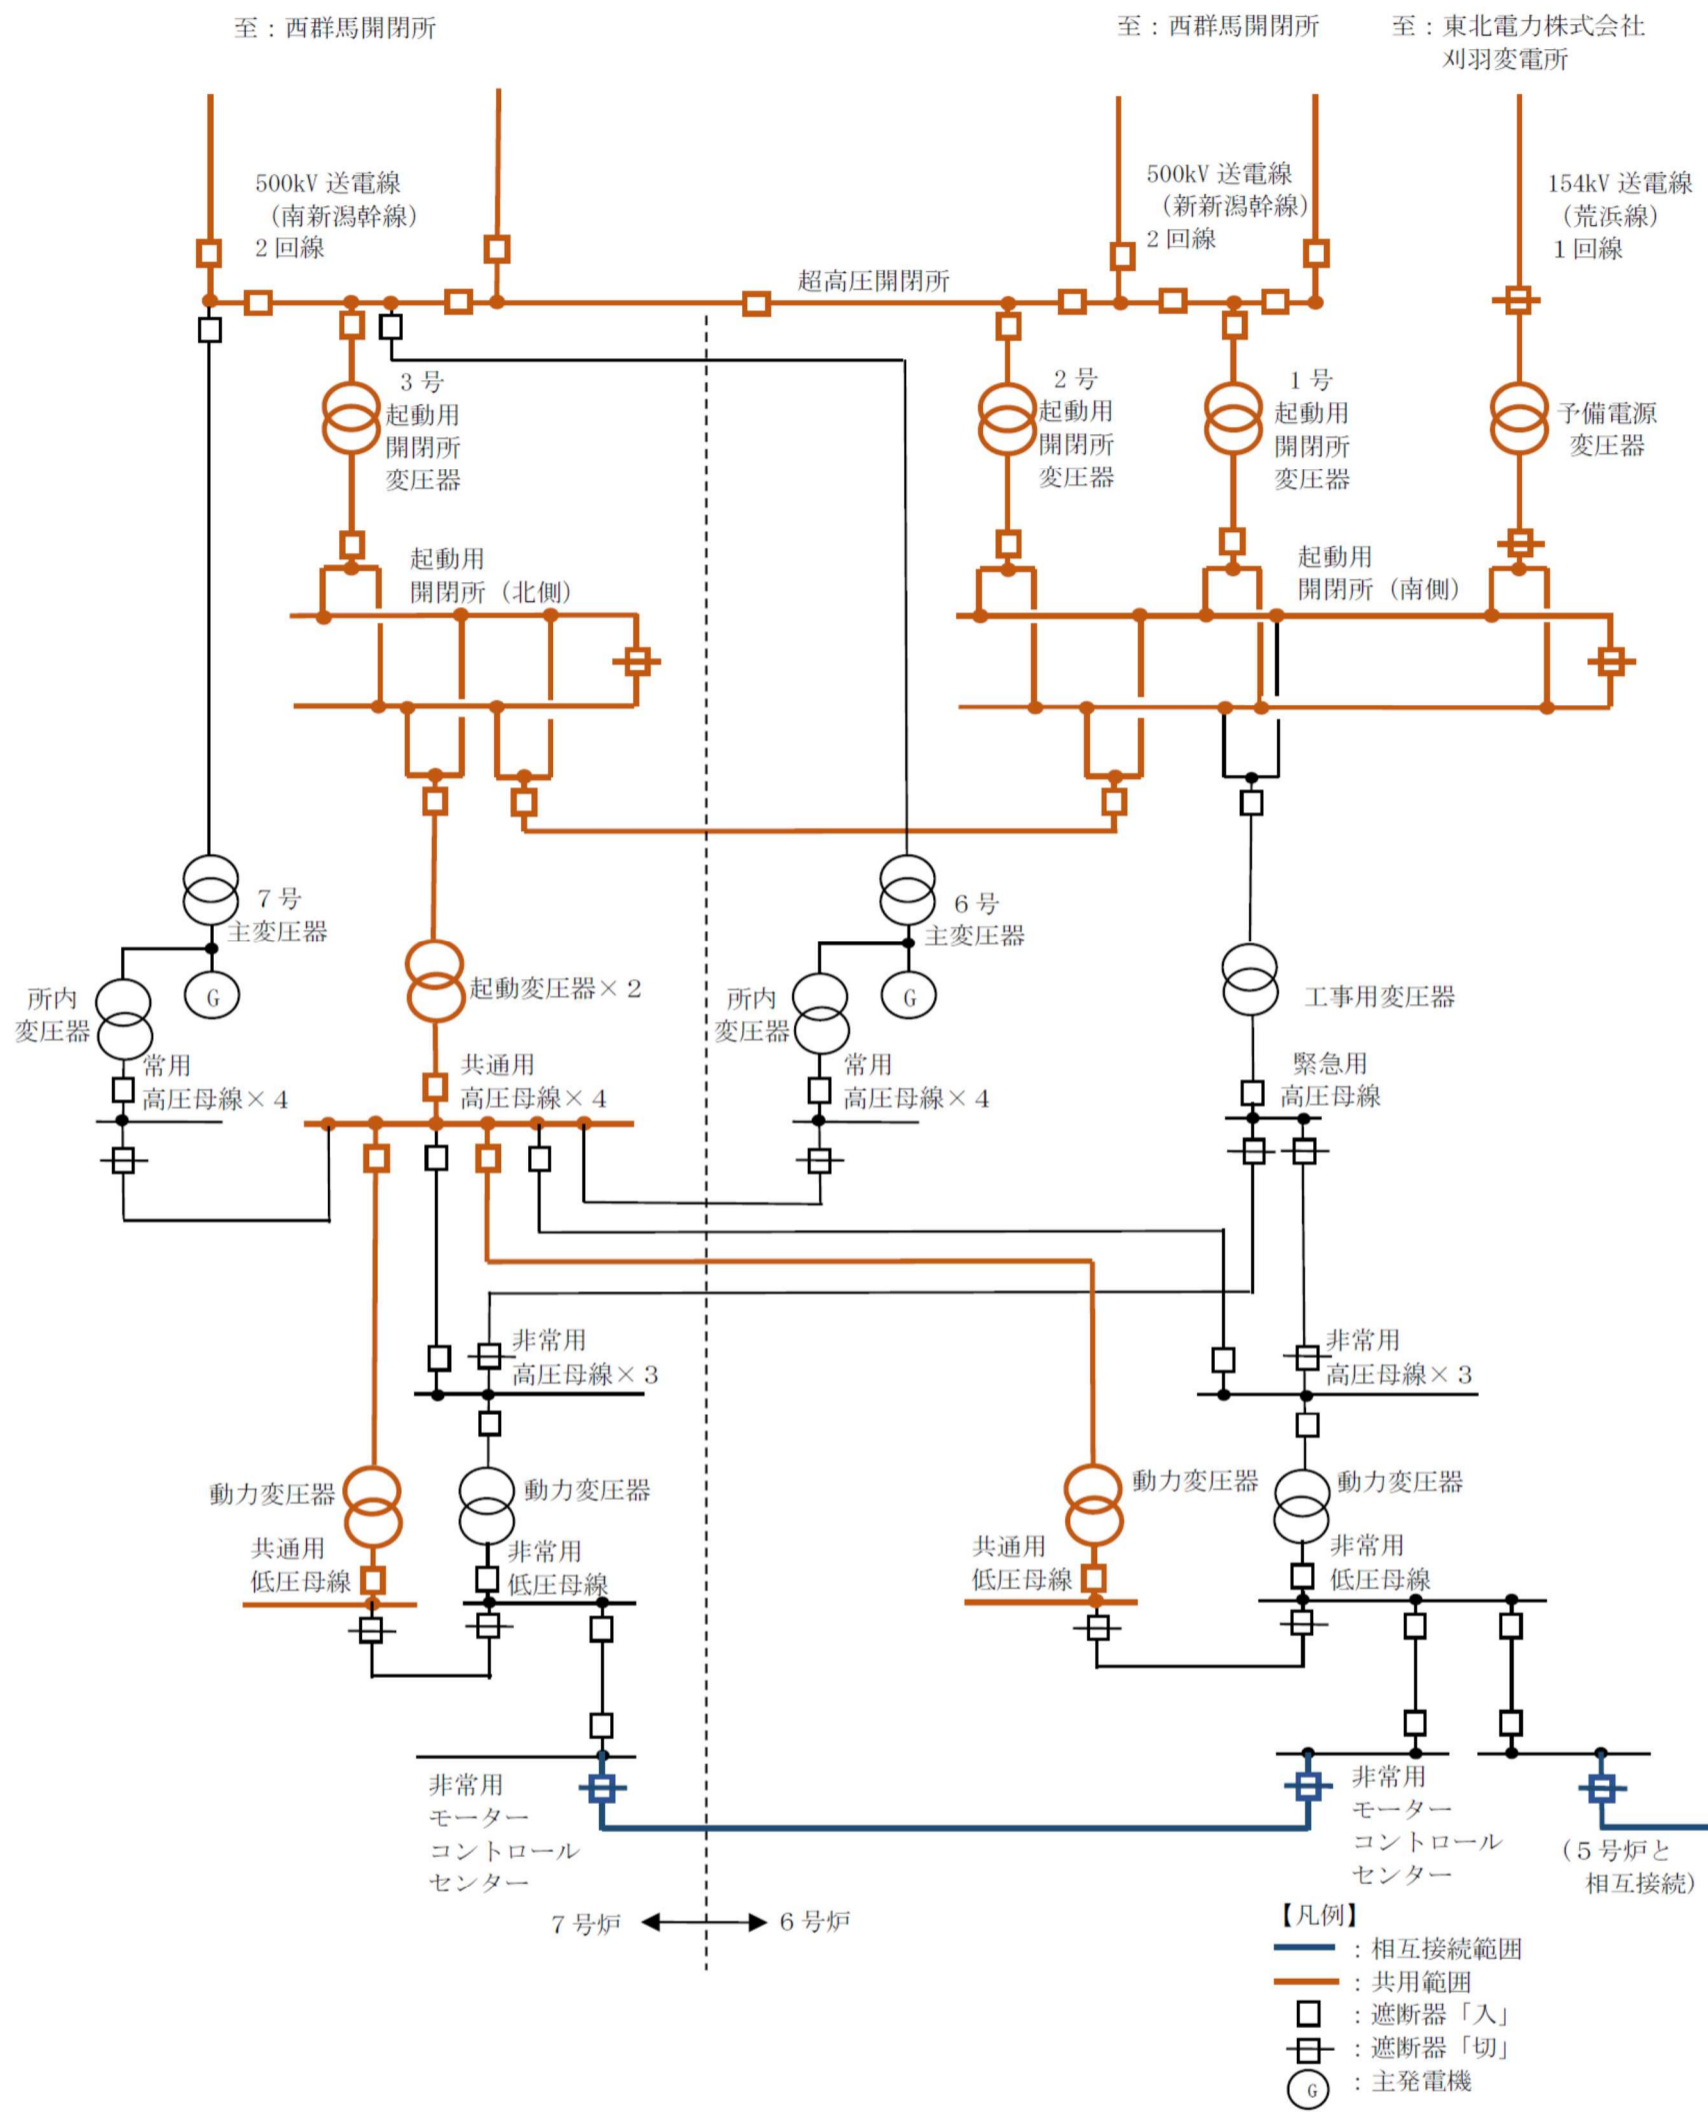 至：西群馬開閉所
至：西群馬開閉所
至：東北電力株式会社
刈羽変電所
500kV 送電線
（南新潟幹線）
２回線
500kV 送電線
（新新潟幹線）
２回線
154kV 送電線
（荒浜線）
１回線
超高圧開閉所
３号
起動用
開閉所
変圧器
２号
起動用
開閉所
変圧器
１号
起動用
開閉所
変圧器
予備電源
変圧器
起動用
開閉所（北側）
起動用
開閉所（南側）
７号
主変圧器
６号
主変圧器
所内
変圧器
G
起動変圧器×２
所内
変圧器
G
工事用変圧器
常用
高圧母線×４
共通用
高圧母線×４
常用
高圧母線×４
緊急用
高圧母線
非常用
高圧母線×３
非常用
高圧母線×３
動力変圧器
動力変圧器
動力変圧器
動力変圧器
共通用
低圧母線
非常用
低圧母線
共通用
低圧母線
非常用
低圧母線
非常用
モーター
コントロール
センター
非常用
モーター
コントロール
センター
（５号炉と
相互接続）
７号炉
６号炉
【凡例】
：相互接続範囲
：共用範囲
：遮断器「入」
：遮断器「切」
G
：主発電機